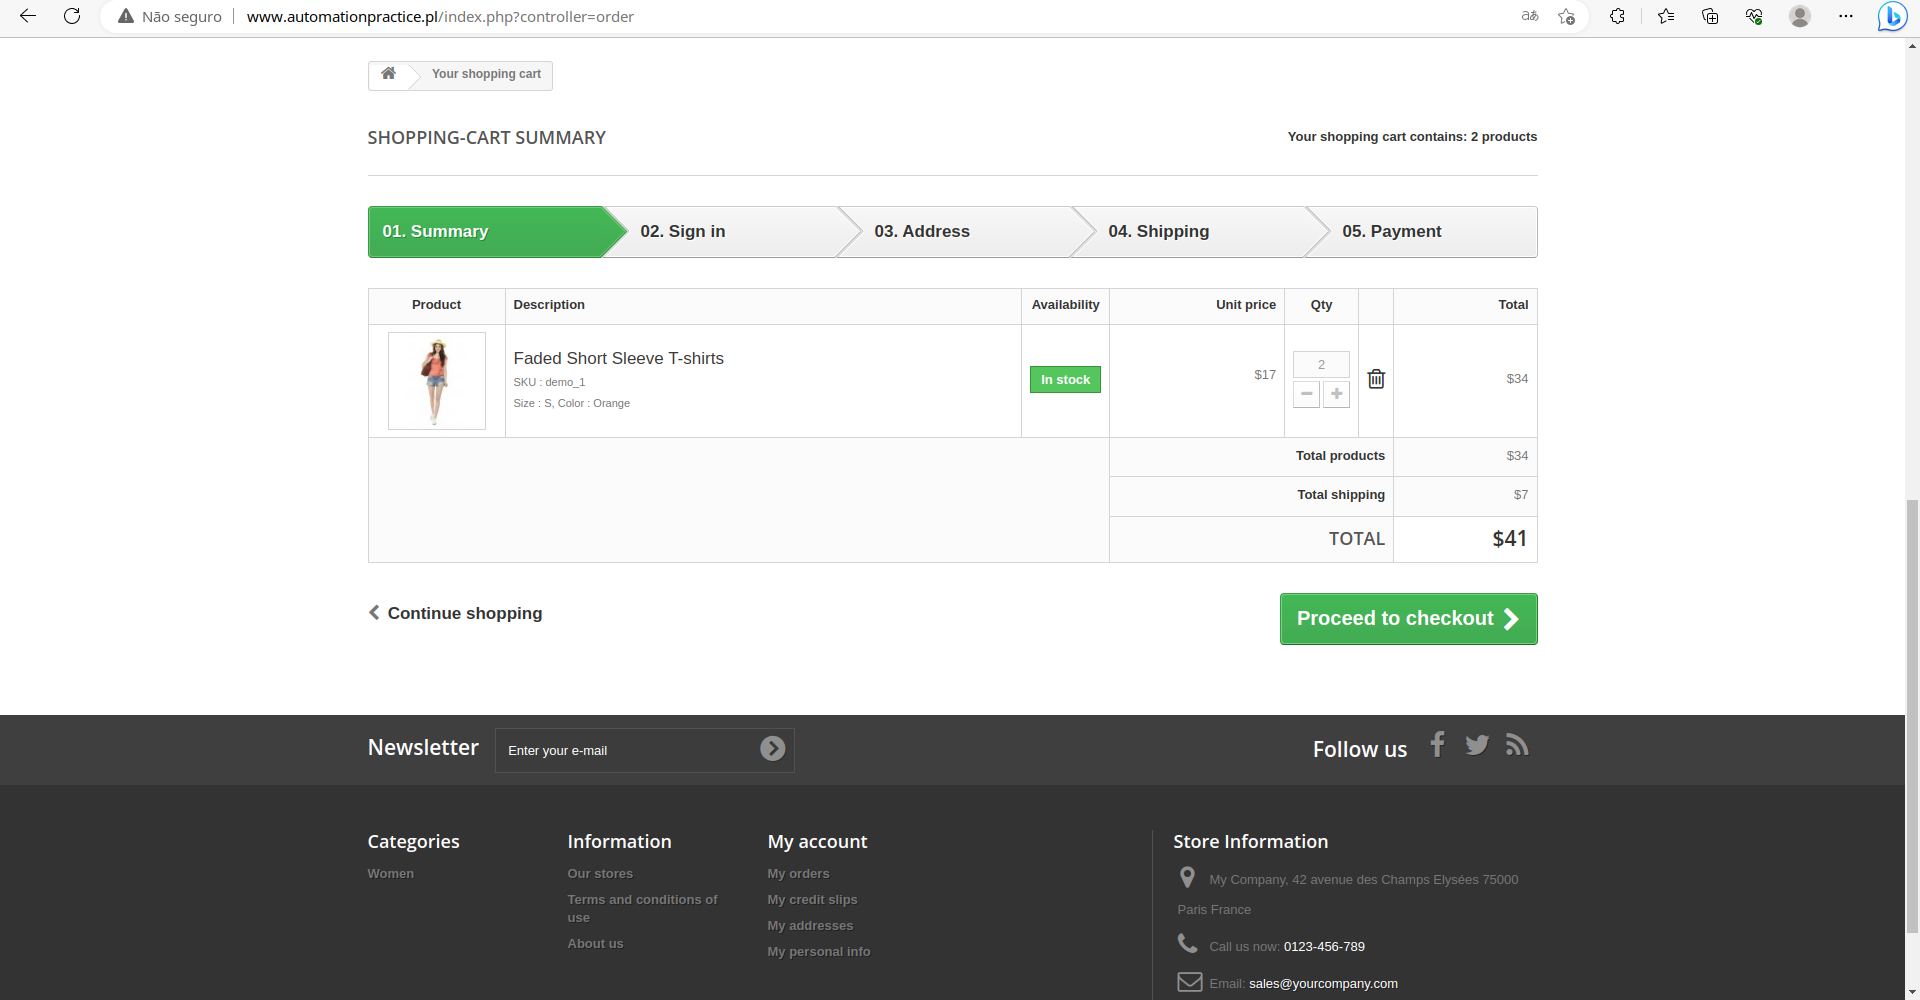 Não seguro www.automationpractice.pl/index.php?controller=order aあ
Your shopping cart
SHOPPING-CART SUMMARY Your shopping cart contains: 2 products
01. Summary 02. Sign in 03. Address 04. Shipping 05. Payment
Product Description Availability Unit price Qty Total
Faded Short Sleeve T-shirts
SKU : demo_1
Size : S, Color : Orange
In stock $17 2 $34
Total products $34
Total shipping $7
TOTAL $41
Continue shopping Proceed to checkout
Newsletter Enter your e-mail Follow us
Categories
Women
Information
Our stores
Terms and conditions of
use
About us
My account
My orders
My credit slips
My addresses
My personal info
Store Information
My Company, 42 avenue des Champs Elysées 75000
Paris France
Call us now: 0123-456-789
Email: sales@yourcompany.com